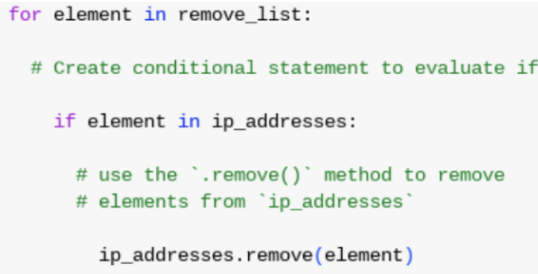 for element in remove_list:
# Create conditional statement to evaluate if
if element in ip_addresses:
# use the `.remove()` method to remove
# elements from `ip_addresses`
ip_addresses.remove(element)